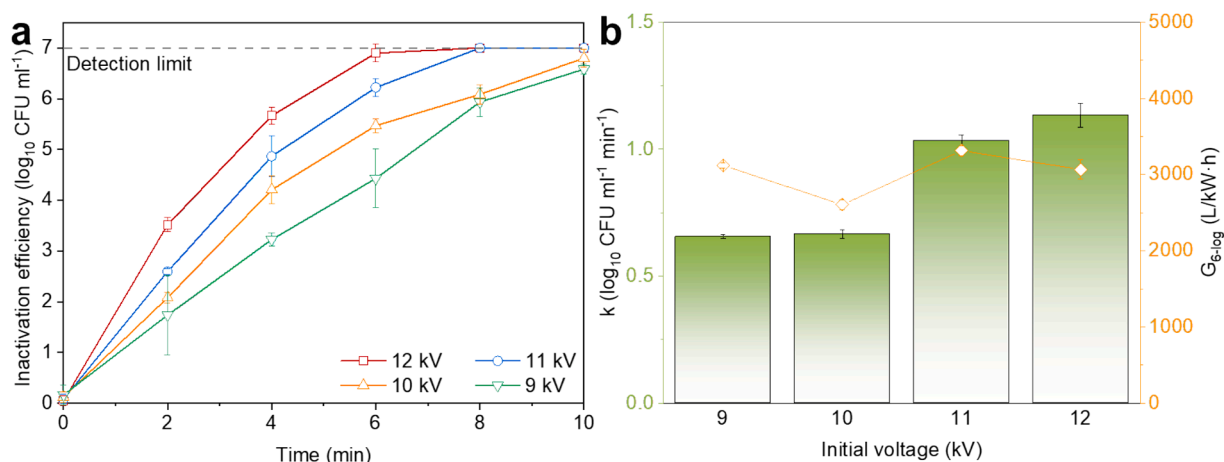 a
Inactivation efficiency (log₁₀ CFU ml⁻¹)
7
6
5
4
3
2
1
0
Detection limit
12 kV
11 kV
10 kV
9 kV
0
2
4
6
8
10
Time (min)
b
k (log₁₀ CFU ml⁻¹ min⁻¹)
1.5
1.0
0.5
0.0
9
10
11
12
Initial voltage (kV)
5000
4000
3000
2000
1000
0
G₆₋log (L/kW·h)